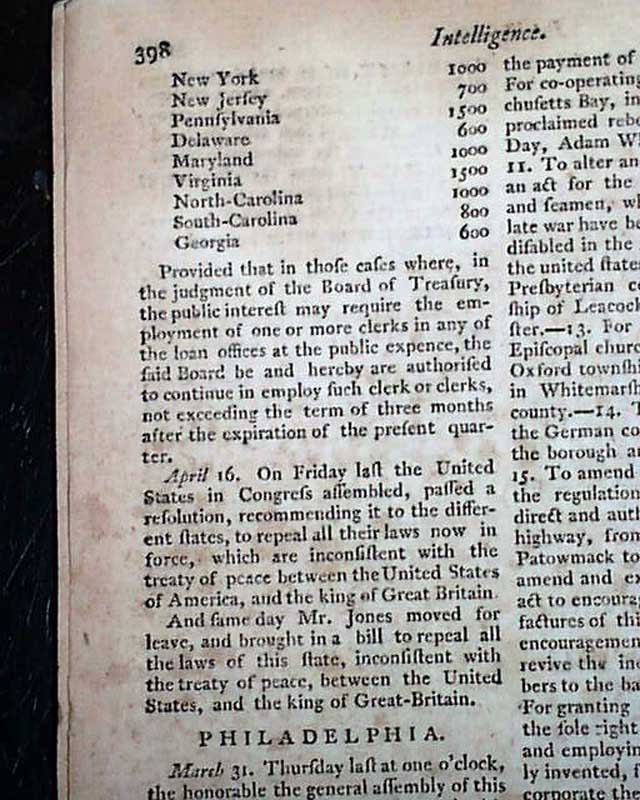 398
Intelligence.
New York 1000
New Jerſey 700
Pennſylvania 1500
Delaware 600
Maryland 1000
Virginia 1500
North-Carolina 1000
South-Carolina 800
Georgia 600
Provided that in thoſe caſes where, in
the judgment of the Board of Treaſury,
the public intereſt may require the em-
ployment of one or more clerks in any of
the loan offices at the public expence, the
ſaid Board be and hereby are authoriſed
to continue in employ ſuch clerk or clerks,
not exceeding the term of three months
after the expiration of the preſent quar-
ter.
April 16. On Friday laſt the United
States in Congreſs aſſembled, paſſed a
reſolution, recommending it to the differ-
ent ſtates, to repeal all their laws now in
force, which are inconſiſtent with the
treaty of peace between the United States
of America, and the king of Great Britain.
And ſame day Mr. Jones moved for
leave, and brought in a bill to repeal all
the laws of this ſtate, inconſiſtent with
the treaty of peace, between the United
States, and the king of Great-Britain.
PHILADELPHIA.
March 31. Thurſday laſt at one o'clock,
the honorable the general aſſembly of this
the payment of
For co-operating
chuſetts Bay, in
proclaimed rebe
Day, Adam W
11. To alter an
an act for the
and ſeamen, wh
late war have be
diſabled in the
the united ſtates
Preſbyterian co
ſhip of Leacock
ſter.—13. For
Epiſcopal churc
Oxford townſhi
in Whitemarſh
county.—14. T
the German co
the borough an
15. To amend
the regulation
direct and auth
highway, from
Patowmack to
amend and ex
act to encourag
factures of thi
encouragement
revive the inc
bers to the ba
For granting
the ſole right
and employin
ly invented, f
corporate the